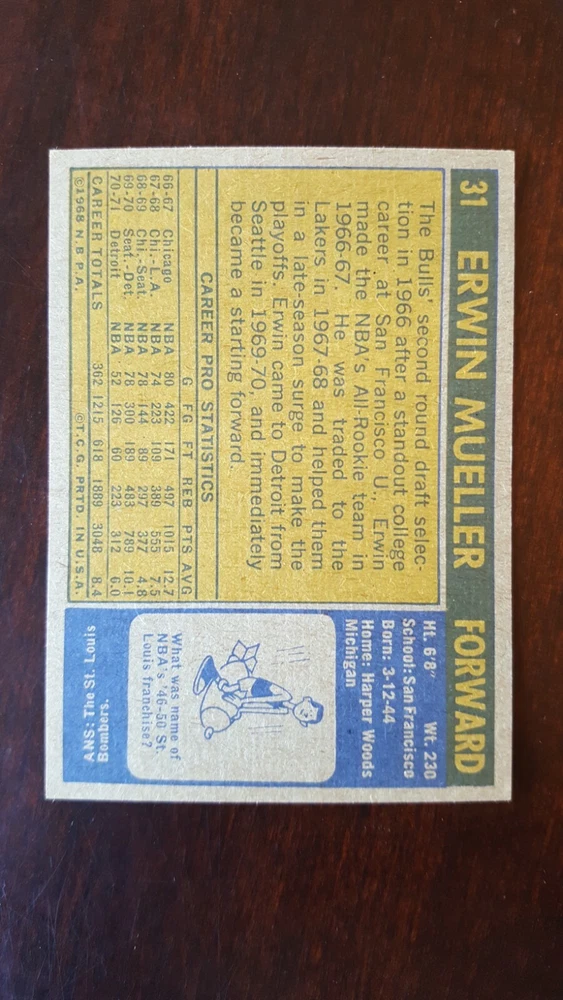 31 ERWIN MUELLER FORWARD
The Bulls' second round draft selec-
tion in 1966 after a standout college
career at San Francisco U., Erwin
made the NBA's All-Rookie team in
1966-67. He was traded to the
Lakers in 1967-68 and helped them
in a late-season surge to make the
playoffs. Erwin came to Detroit from
Seattle in 1969-70, and immediately
became a starting forward.
CAREER PRO STATISTICS
G FG FT REB PTS AVG
66-67 Chicago NBA 80 422 171 497 1015 12.7
67-68 Chi.-L.A. NBA 74 223 109 389 555 7.5
68-69 Chi.-Seat. NBA 78 144 89 297 377 4.8
69-70 Seat.-Det. NBA 78 300 189 483 789 10.1
70-71 Detroit NBA 52 126 60 223 312 6.0
CAREER TOTALS 362 1215 618 1889 3048 8.4
©1968 N.B.P.A. ©T.C.G. PRTD. IN U.S.A.
Ht. 6'8" Wt. 230
School: San Francisco
Born: 3-12-44
Home: Harper Woods
Michigan
What was name of
NBA's '46-50 St.
Louis franchise?
ANS: The St. Louis
Bombers.